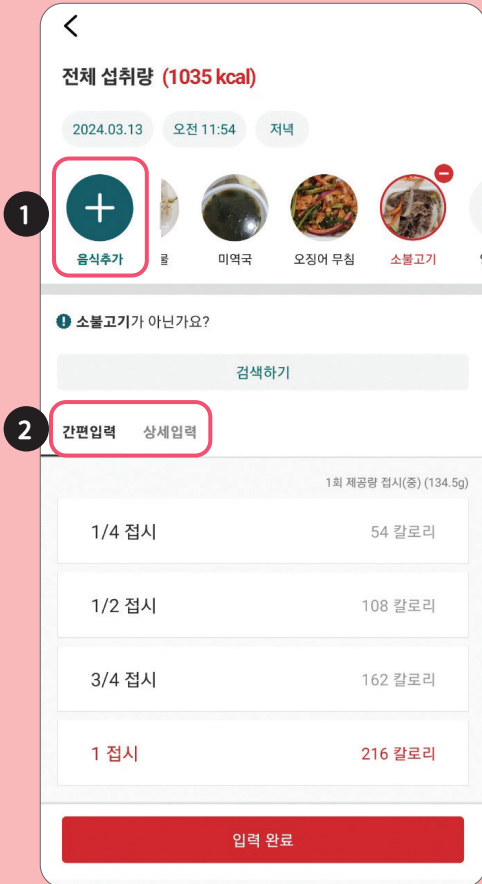 전체 섭취량 (1035 kcal)
2024.03.13 오전 11:54 저녁
1
음식추가 미역국 오징어 무침 소불고기
소불고기가 아닌가요?
검색하기
2
간편입력 상세입력
1회 제공량 접시(중) (134.5g)
1/4 접시 54 칼로리
1/2 접시 108 칼로리
3/4 접시 162 칼로리
1 접시 216 칼로리
입력 완료